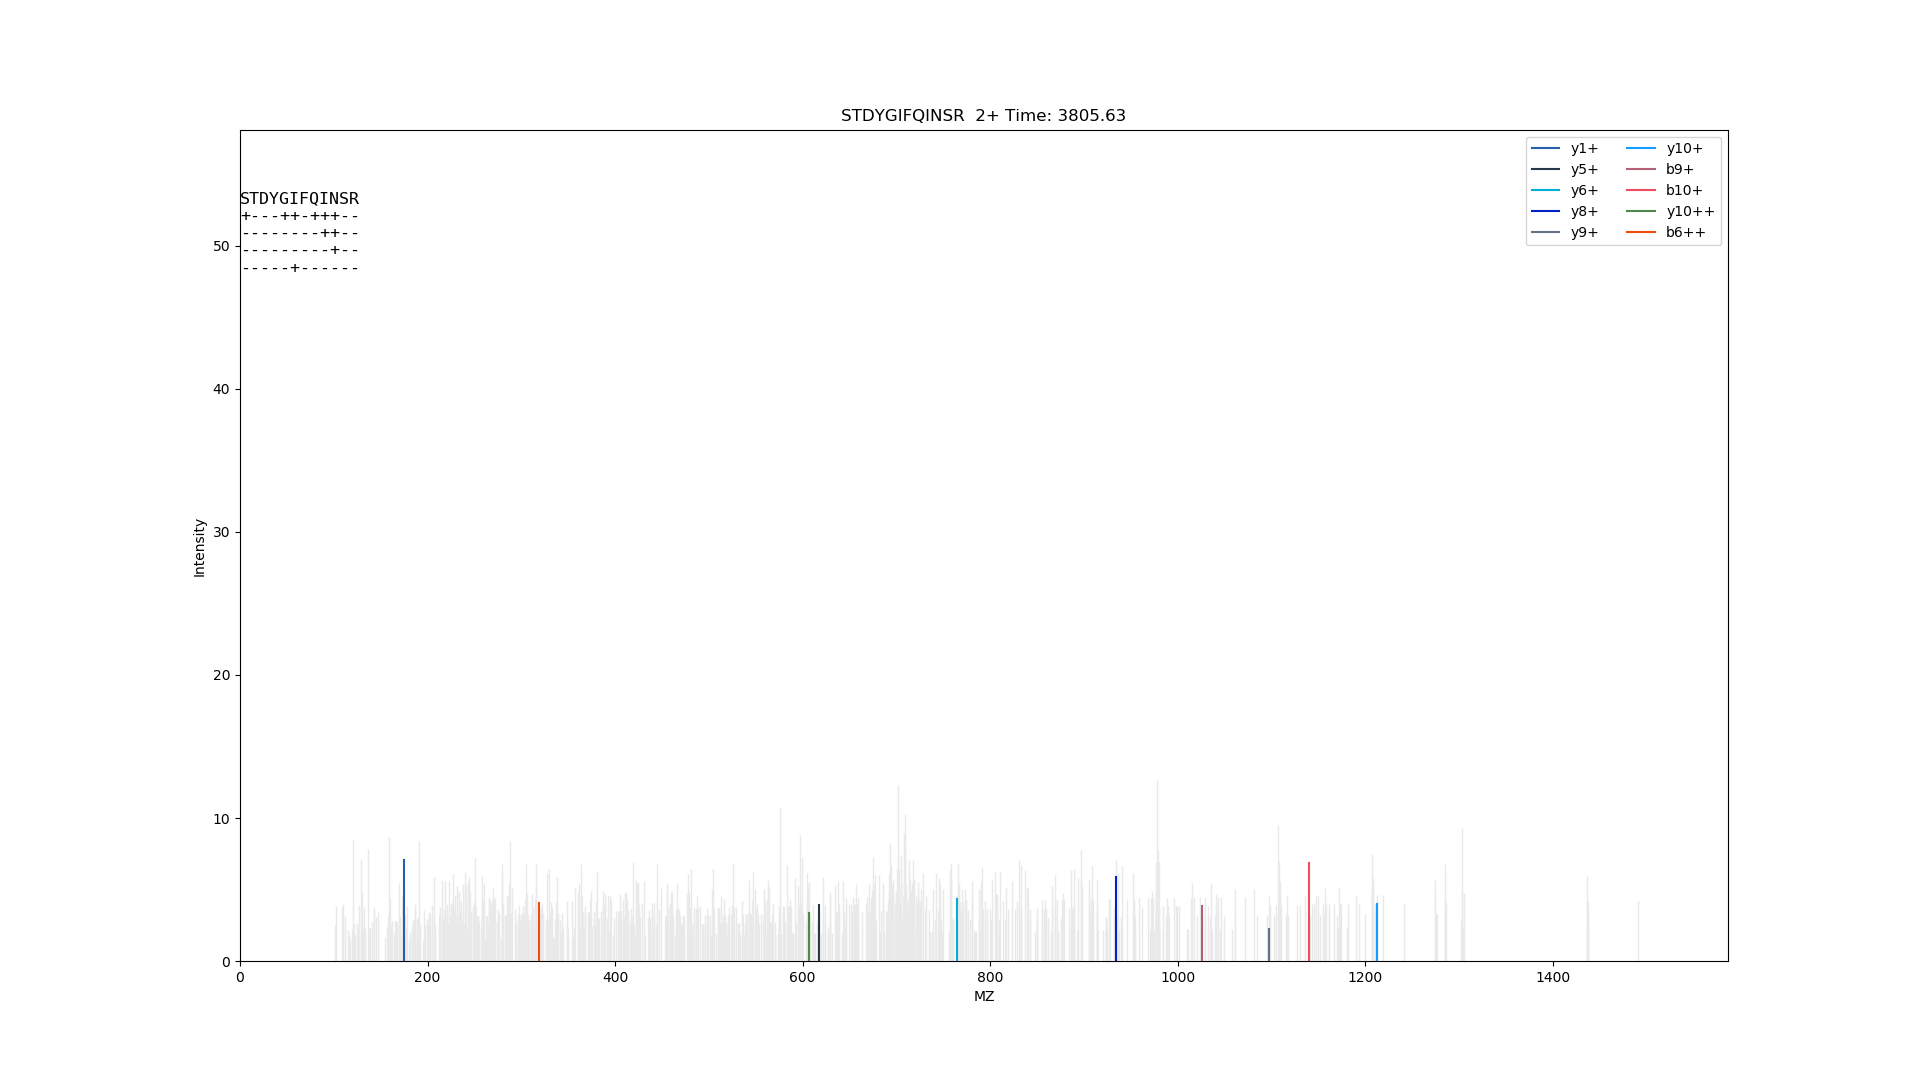 STDYGIFQINSR  2+ Time: 3805.63
y1+ y10+
y5+ b9+
y6+ b10+
y8+ y10++
y9+ b6++
STDYGIFQINSR
+---++-+++--
--------++--
---------+--
-----+------
50
40
30
20
10
0
Intensity
0 200 400 600 800 1000 1200 1400
MZ